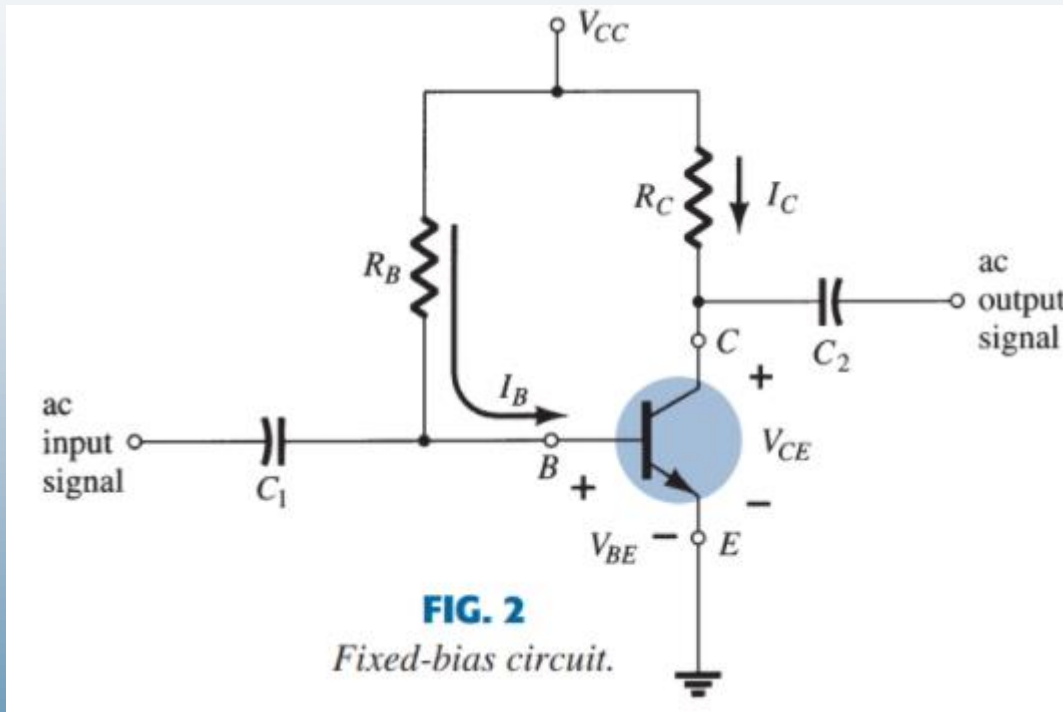 V_CC
R_C
I_C
R_B
ac
output
signal
C
C_2
+
I_B
ac
input
signal
V_CE
B
C_1
+
−
V_BE
−
E
FIG. 2
Fixed-bias circuit.